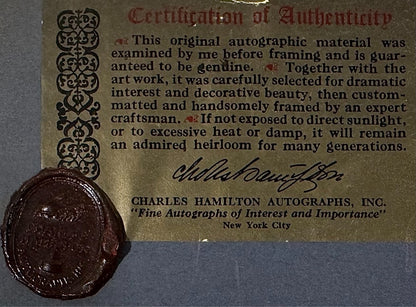 Certification of Authenticity
This original autographic material was
examined by me before framing and is guar-
anteed to be genuine. Together with the
art work, it was carefully selected for dramatic
interest and decorative beauty, then custom-
matted and handsomely framed by an expert
craftsman. If not exposed to direct sunlight,
or to excessive heat or damp, it will remain
an admired heirloom for many generations.
Charles Hamilton
CHARLES HAMILTON AUTOGRAPHS, INC.
"Fine Autographs of Interest and Importance"
New York City